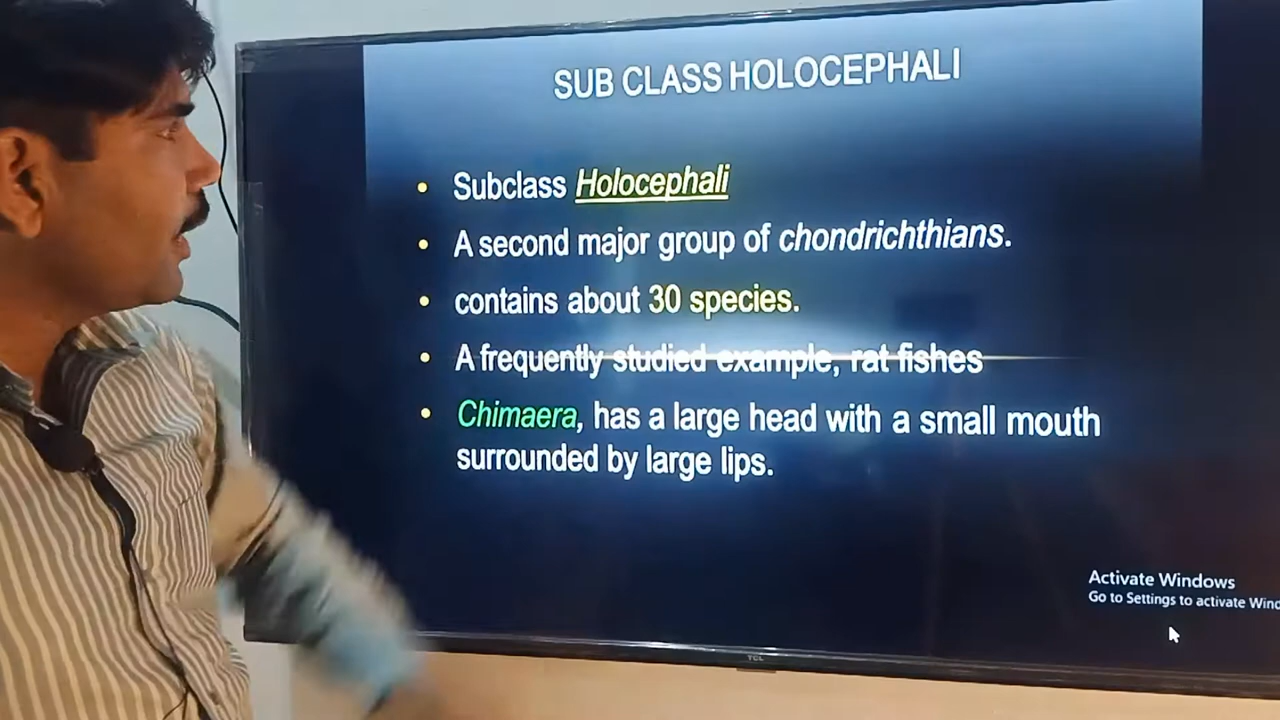 SUB CLASS HOLOCEPHALI
• Subclass Holocephali
• A second major group of chondrichthians.
• contains about 30 species.
• A frequently studied example, rat fishes
• Chimaera, has a large head with a small mouth
surrounded by large lips.
Activate Windows
Go to Settings to activate Wind
TCL